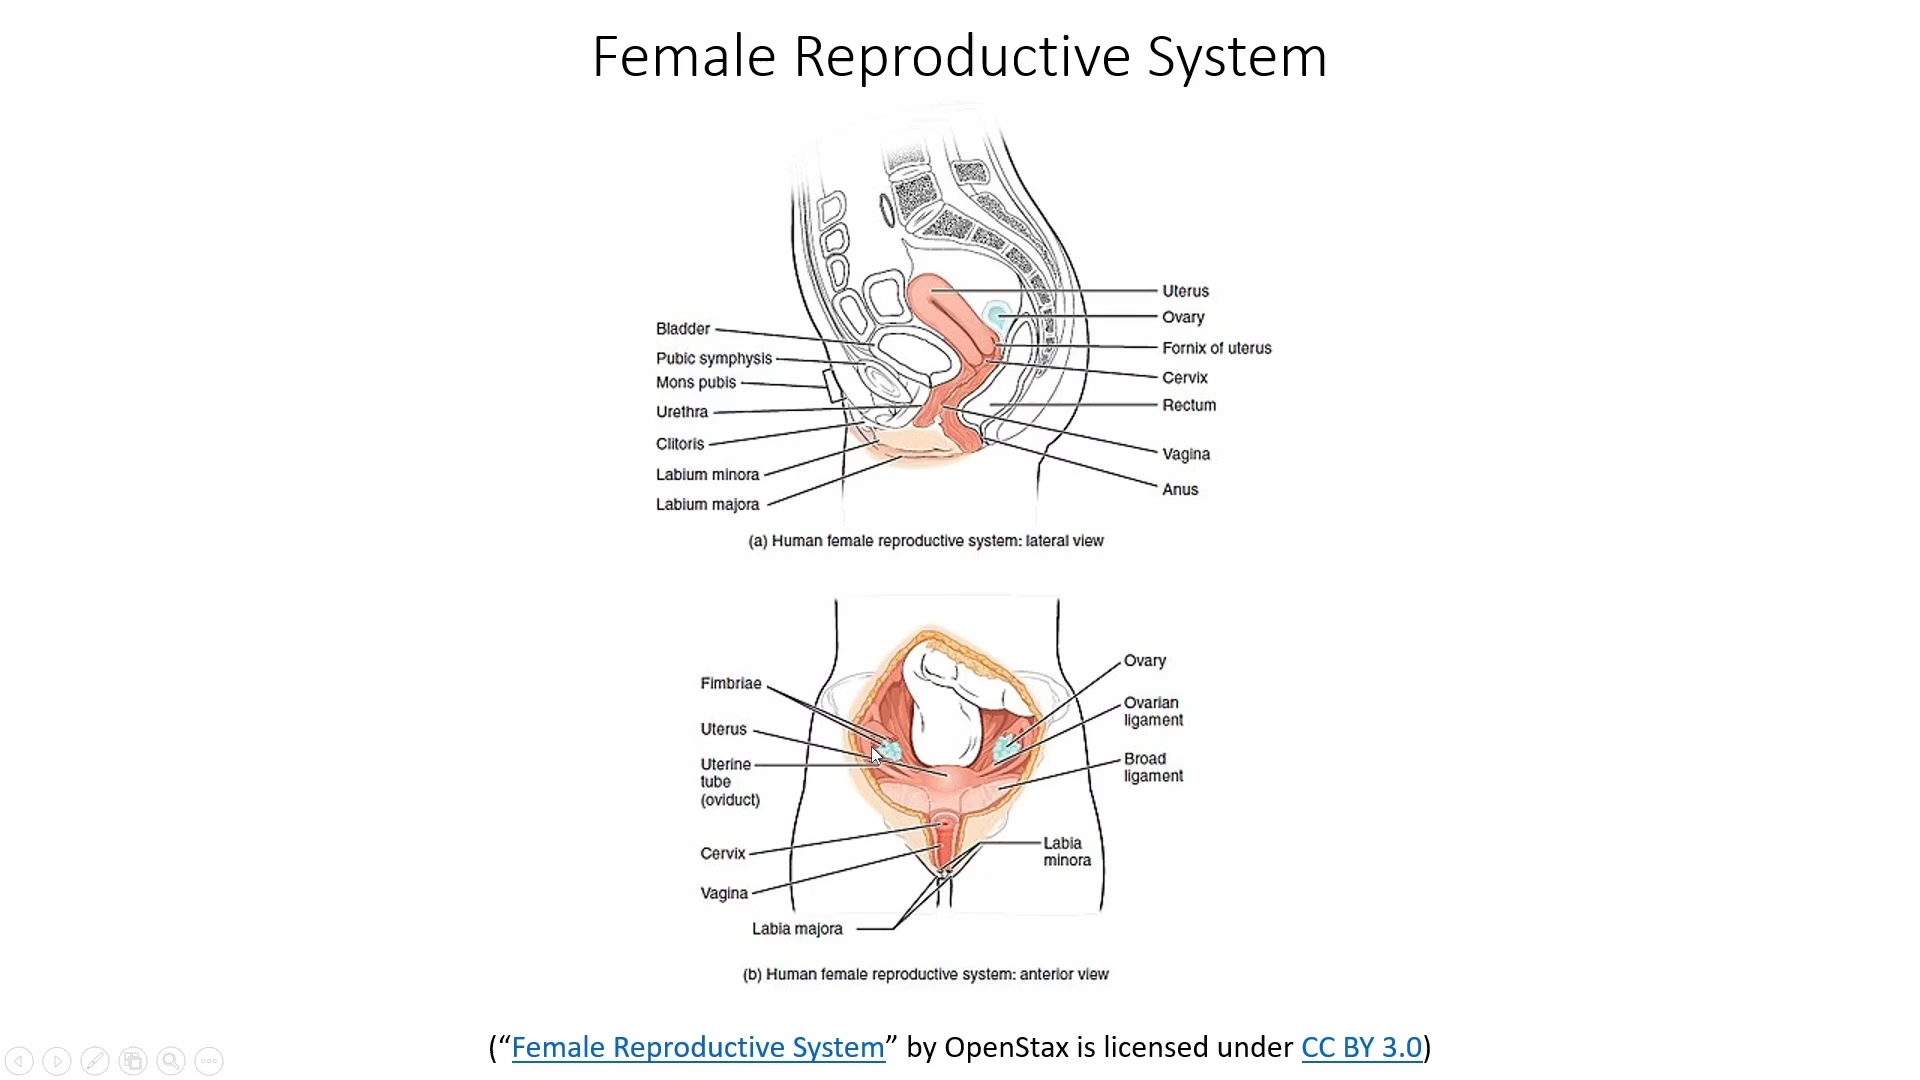 Female Reproductive System
Bladder
Pubic symphysis
Mons pubis
Urethra
Clitoris
Labium minora
Labium majora
Uterus
Ovary
Fornix of uterus
Cervix
Rectum
Vagina
Anus
(a) Human female reproductive system: lateral view
Fimbriae
Uterus
Uterine
tube
(oviduct)
Cervix
Vagina
Labia majora
Ovary
Ovarian
ligament
Broad
ligament
Labia
minora
(b) Human female reproductive system: anterior view
(“Female Reproductive System” by OpenStax is licensed under CC BY 3.0)